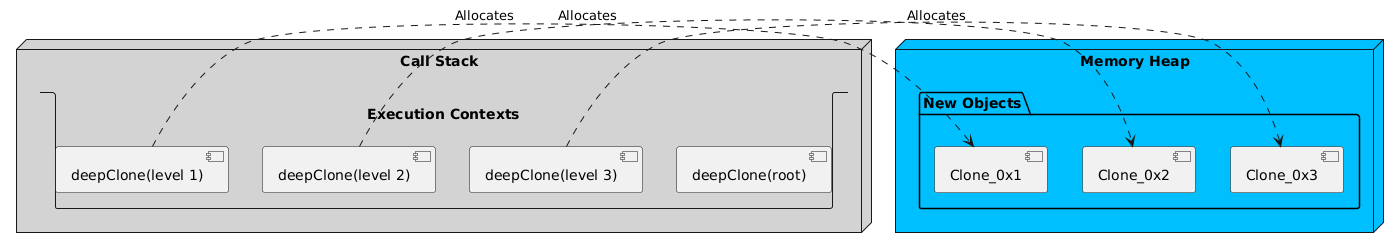 Allocates
Allocates
Allocates
Call Stack
Memory Heap
Execution Contexts
New Objects
deepClone(level 1)
deepClone(level 2)
deepClone(level 3)
deepClone(root)
Clone_0x1
Clone_0x2
Clone_0x3